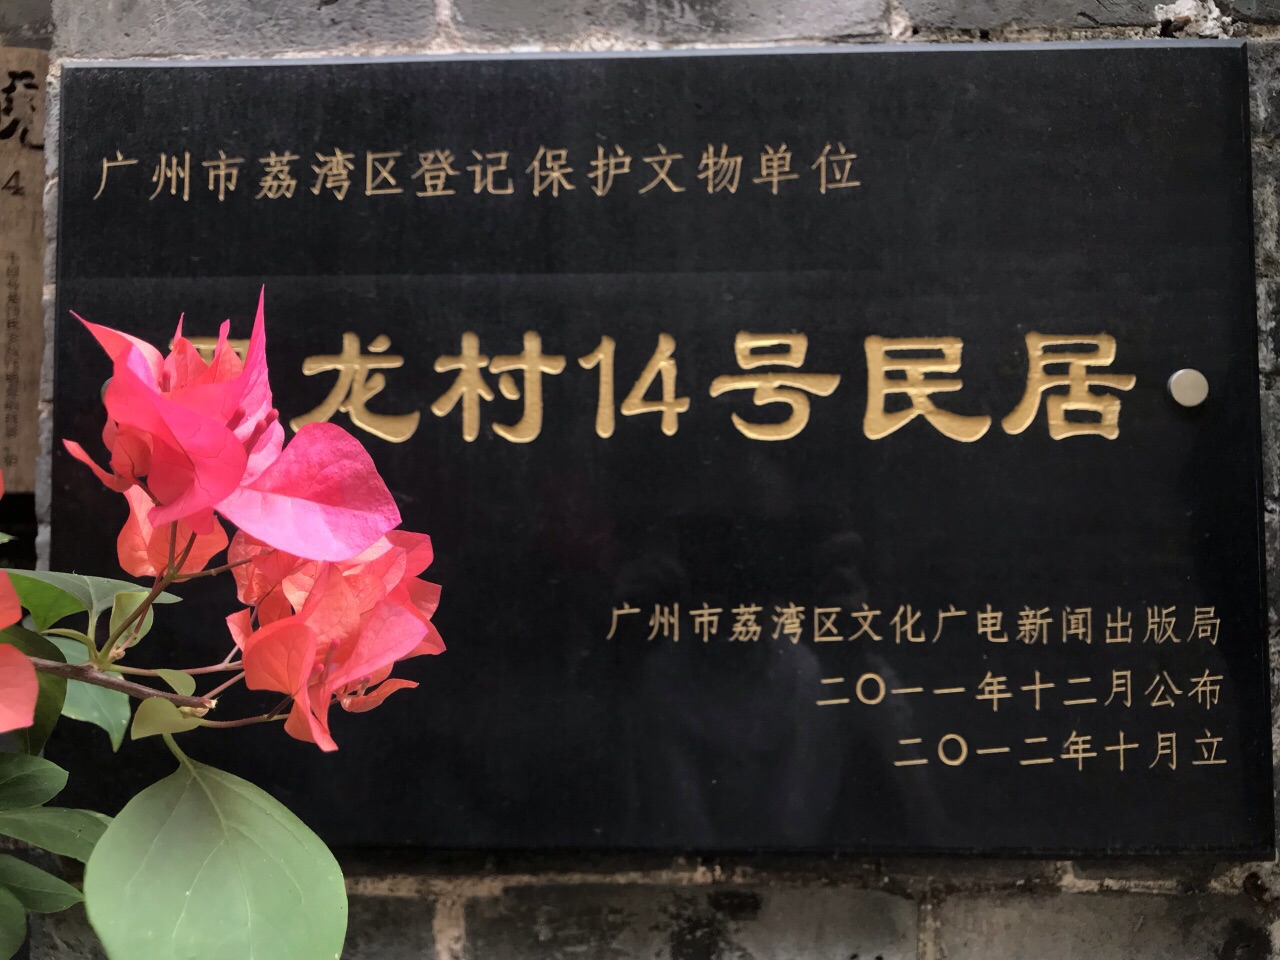 广州市荔湾区登记保护文物单位
龙村14号民居
广州市荔湾区文化广电新闻出版局
二〇一一年十二月公布
二〇一二年十月立
4